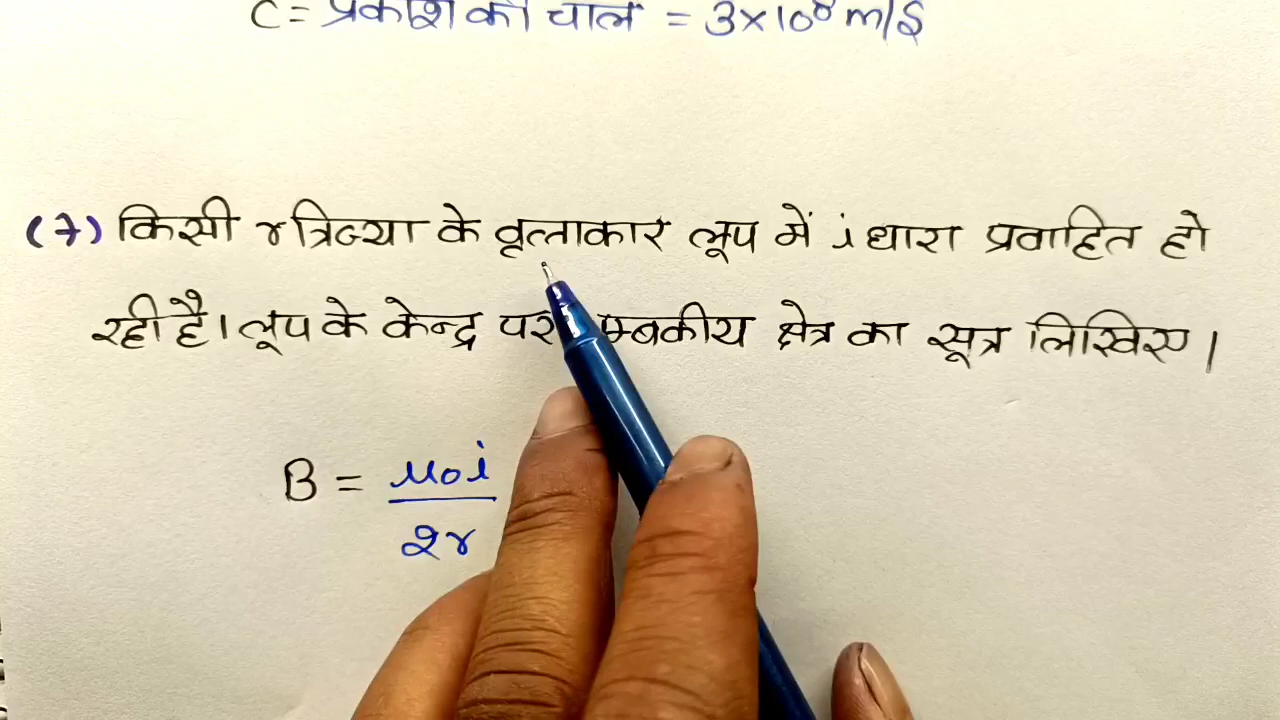 C = प्रकाश की चाल = 3×10⁸ m/s
(7) किसी r त्रिज्या के वृत्ताकार लूप में i धारा प्रवाहित हो
रही है। लूप के केन्द्र पर म्बकीय क्षेत्र का सूत्र लिखिए।
B = μ₀i / 2r